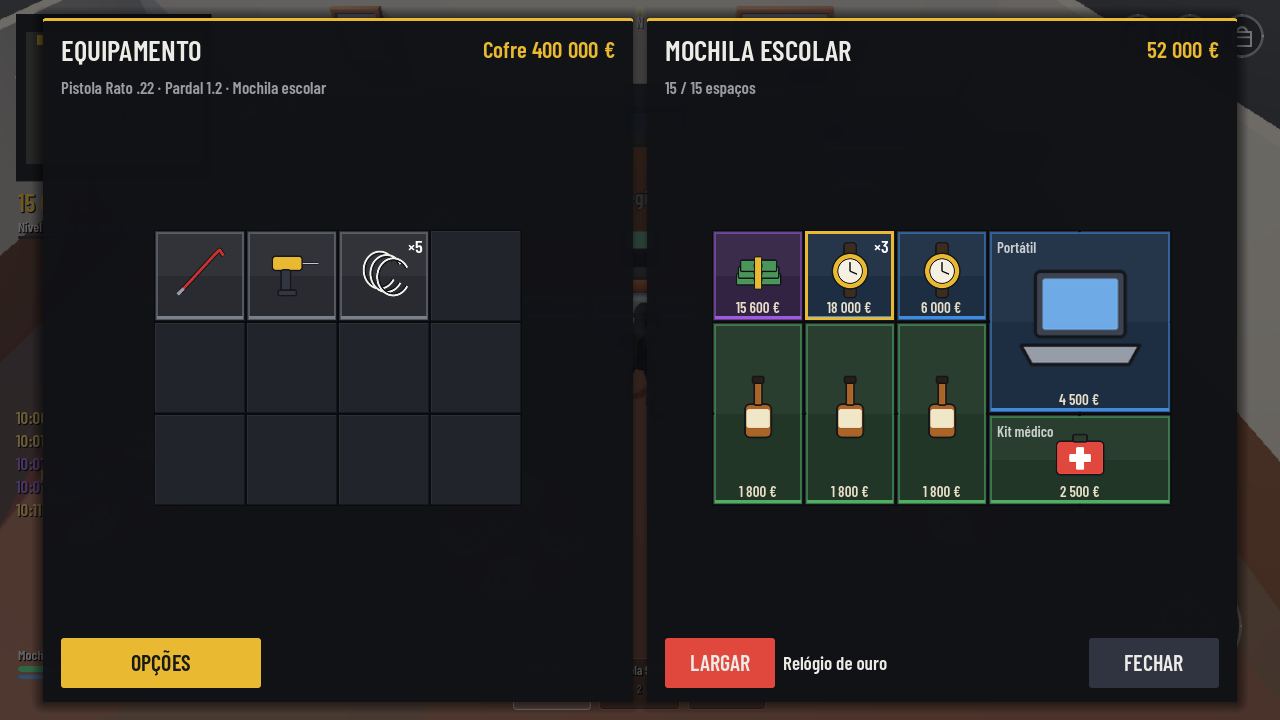 EQUIPAMENTO
Cofre 400 000 €
Pistola Rato .22 · Pardal 1.2 · Mochila escolar
×5
OPÇÕES
MOCHILA ESCOLAR
52 000 €
15 / 15 espaços
15 600 €
×3
18 000 €
6 000 €
Portátil
4 500 €
1 800 €
1 800 €
1 800 €
Kit médico
2 500 €
LARGAR
Relógio de ouro
FECHAR
15
Nível